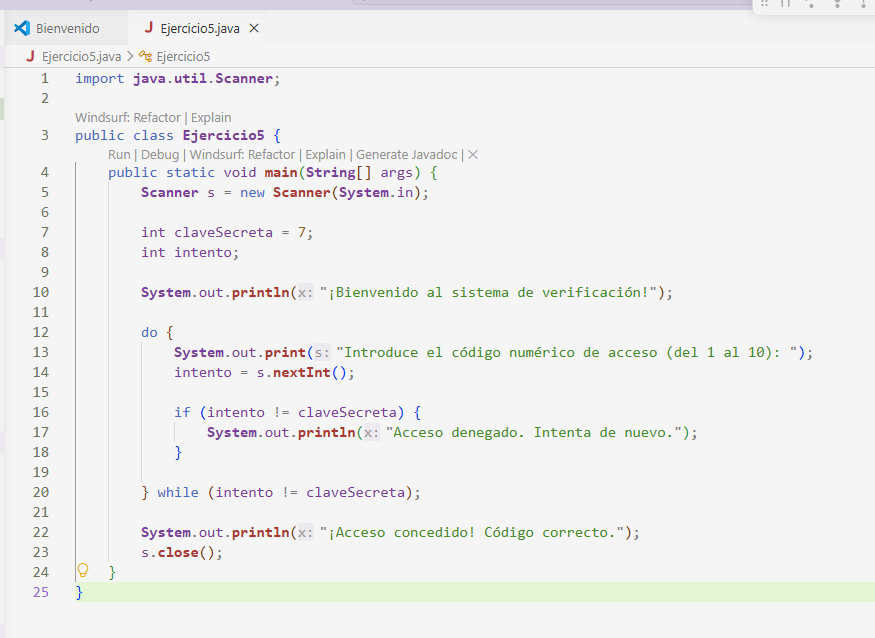 Bienvenido
J Ejercicio5.java ×
J Ejercicio5.java > Ejercicio5
1 import java.util.Scanner;
2
Windsurf: Refactor | Explain
3 public class Ejercicio5 {
Run | Debug | Windsurf: Refactor | Explain | Generate Javadoc | ×
4 public static void main(String[] args) {
5 Scanner s = new Scanner(System.in);
6
7 int claveSecreta = 7;
8 int intento;
9
10 System.out.println(x: "¡Bienvenido al sistema de verificación!");
11
12 do {
13 System.out.print(s: "Introduce el código numérico de acceso (del 1 al 10): ");
14 intento = s.nextInt();
15
16 if (intento != claveSecreta) {
17 System.out.println(x: "Acceso denegado. Intenta de nuevo.");
18 }
19
20 } while (intento != claveSecreta);
21
22 System.out.println(x: "¡Acceso concedido! Código correcto.");
23 s.close();
24 }
25 }